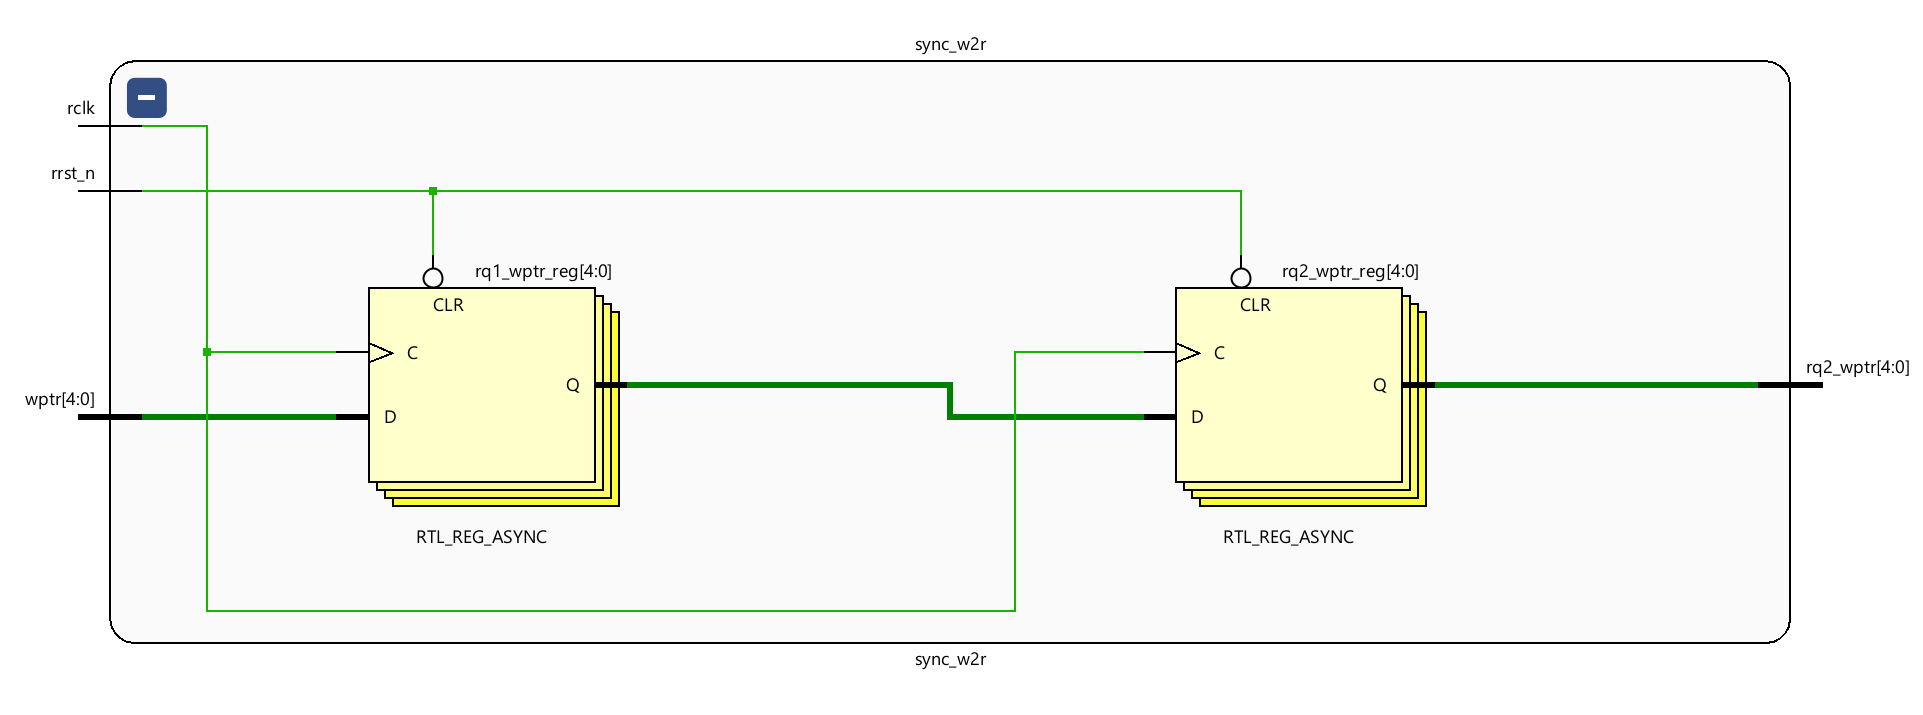 sync_w2r
rclk
rrst_n
rq1_wptr_reg[4:0]
rq2_wptr_reg[4:0]
CLR
CLR
C
C
rq2_wptr[4:0]
Q
Q
wptr[4:0]
D
D
RTL_REG_ASYNC
RTL_REG_ASYNC
sync_w2r